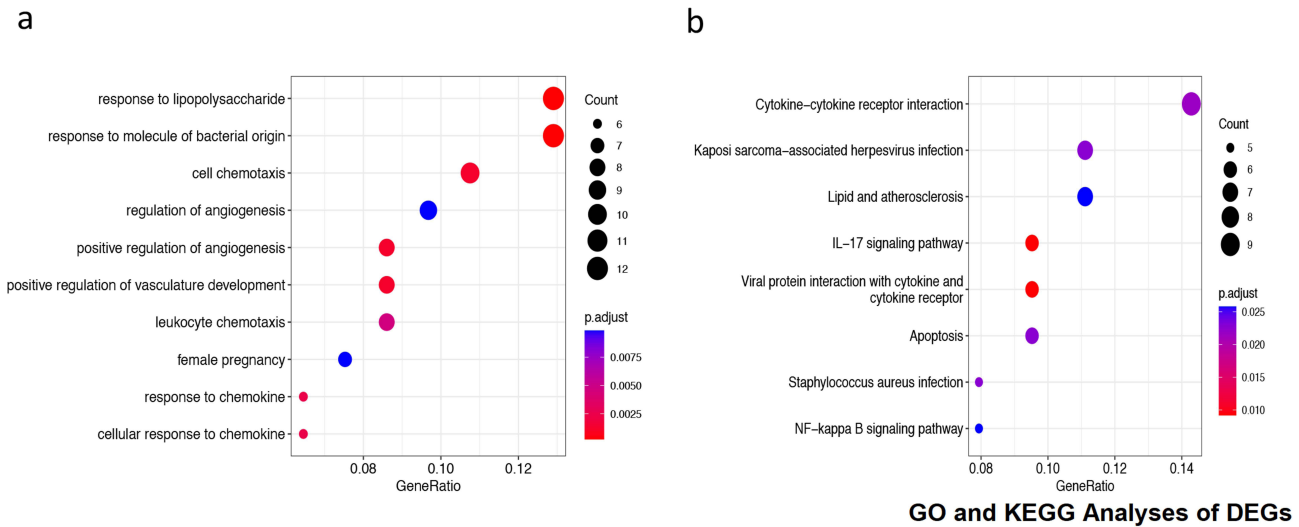 a
response to lipopolysaccharide
response to molecule of bacterial origin
cell chemotaxis
regulation of angiogenesis
positive regulation of angiogenesis
positive regulation of vasculature development
leukocyte chemotaxis
female pregnancy
response to chemokine
cellular response to chemokine
0.08 0.10 0.12
GeneRatio
Count
6
7
8
9
10
11
12
p.adjust
0.0075
0.0050
0.0025
b
Cytokine−cytokine receptor interaction
Kaposi sarcoma−associated herpesvirus infection
Lipid and atherosclerosis
IL−17 signaling pathway
Viral protein interaction with cytokine and
cytokine receptor
Apoptosis
Staphylococcus aureus infection
NF−kappa B signaling pathway
0.08 0.10 0.12 0.14
GeneRatio
Count
5
6
7
8
9
p.adjust
0.025
0.020
0.015
0.010
GO and KEGG Analyses of DEGs